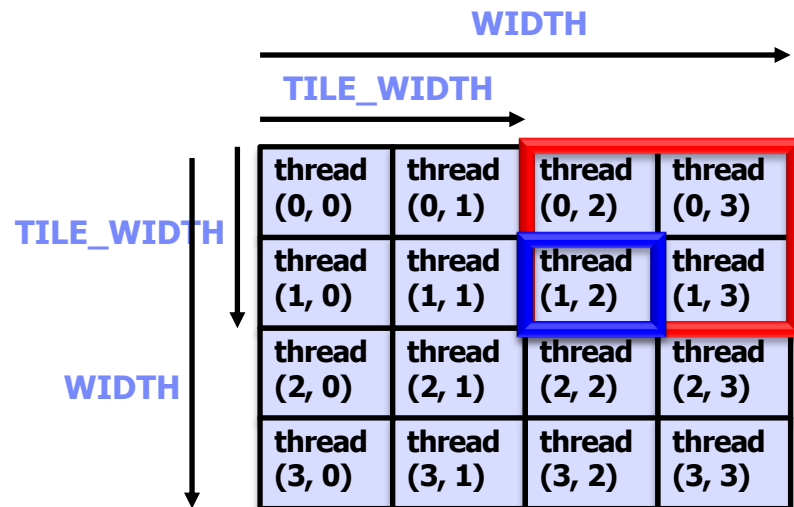 WIDTH
TILE_WIDTH
thread thread thread thread
(0, 0) (0, 1) (0, 2) (0, 3)
TILE_WIDTH
thread thread thread thread
(1, 0) (1, 1) (1, 2) (1, 3)
thread thread thread thread
(2, 0) (2, 1) (2, 2) (2, 3)
WIDTH
thread thread thread thread
(3, 0) (3, 1) (3, 2) (3, 3)